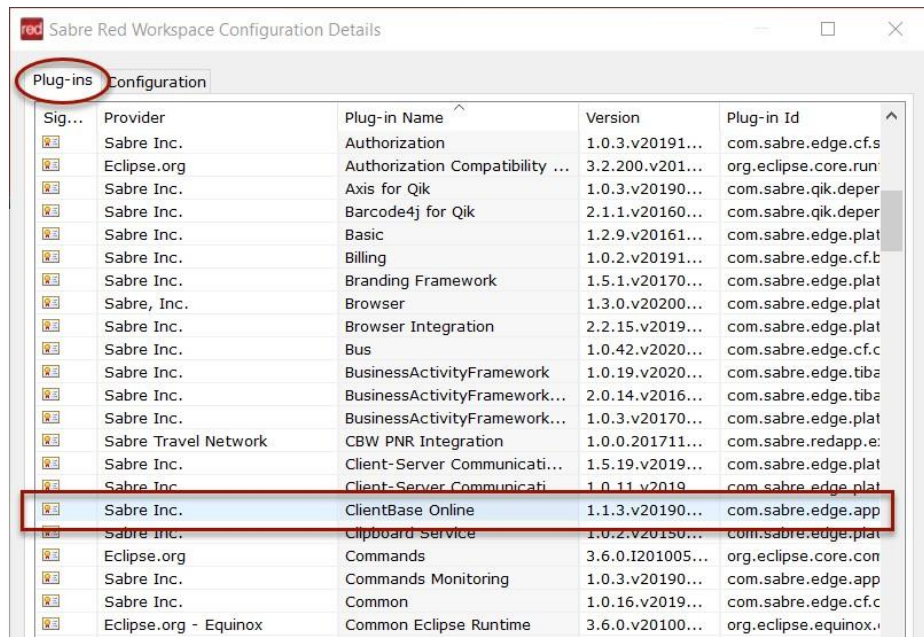 red Sabre Red Workspace Configuration Details
Plug-ins Configuration
Sig... Provider Plug-in Name Version Plug-in Id
Sabre Inc. Authorization 1.0.3.v20191... com.sabre.edge.cf.s
Eclipse.org Authorization Compatibility ... 3.2.200.v201... org.eclipse.core.run
Sabre Inc. Axis for Qik 1.0.3.v20190... com.sabre.qik.deper
Sabre Inc. Barcode4j for Qik 2.1.1.v20160... com.sabre.qik.deper
Sabre Inc. Basic 1.2.9.v20161... com.sabre.edge.plat
Sabre Inc. Billing 1.0.2.v20191... com.sabre.edge.cf.b
Sabre Inc. Branding Framework 1.5.1.v20170... com.sabre.edge.plat
Sabre, Inc. Browser 1.3.0.v20200... com.sabre.edge.plat
Sabre Inc. Browser Integration 2.2.15.v2019... com.sabre.edge.plat
Sabre Inc. Bus 1.0.42.v2020... com.sabre.edge.cf.c
Sabre Inc. BusinessActivityFramework 1.0.19.v2020... com.sabre.edge.tiba
Sabre Inc. BusinessActivityFramework... 2.0.14.v2016... com.sabre.edge.tiba
Sabre Inc. BusinessActivityFramework... 1.0.3.v20170... com.sabre.edge.plat
Sabre Travel Network CBW PNR Integration 1.0.0.201711... com.sabre.redapp.e
Sabre Inc. Client-Server Communicati... 1.5.19.v2019... com.sabre.edge.plat
Sabre Inc. Client-Server Communicati... 1.0.11.v2019... com.sabre.edge.plat
Sabre Inc. ClientBase Online 1.1.3.v20190... com.sabre.edge.app
Sabre Inc. Clipboard Service 1.0.2.v20150... com.sabre.edge.plat
Eclipse.org Commands 3.6.0.I201005... org.eclipse.core.com
Sabre Inc. Commands Monitoring 1.0.3.v20190... com.sabre.edge.app
Sabre Inc. Common 1.0.16.v2019... com.sabre.edge.cf.c
Eclipse.org - Equinox Common Eclipse Runtime 3.6.0.v20100... org.eclipse.equinox.